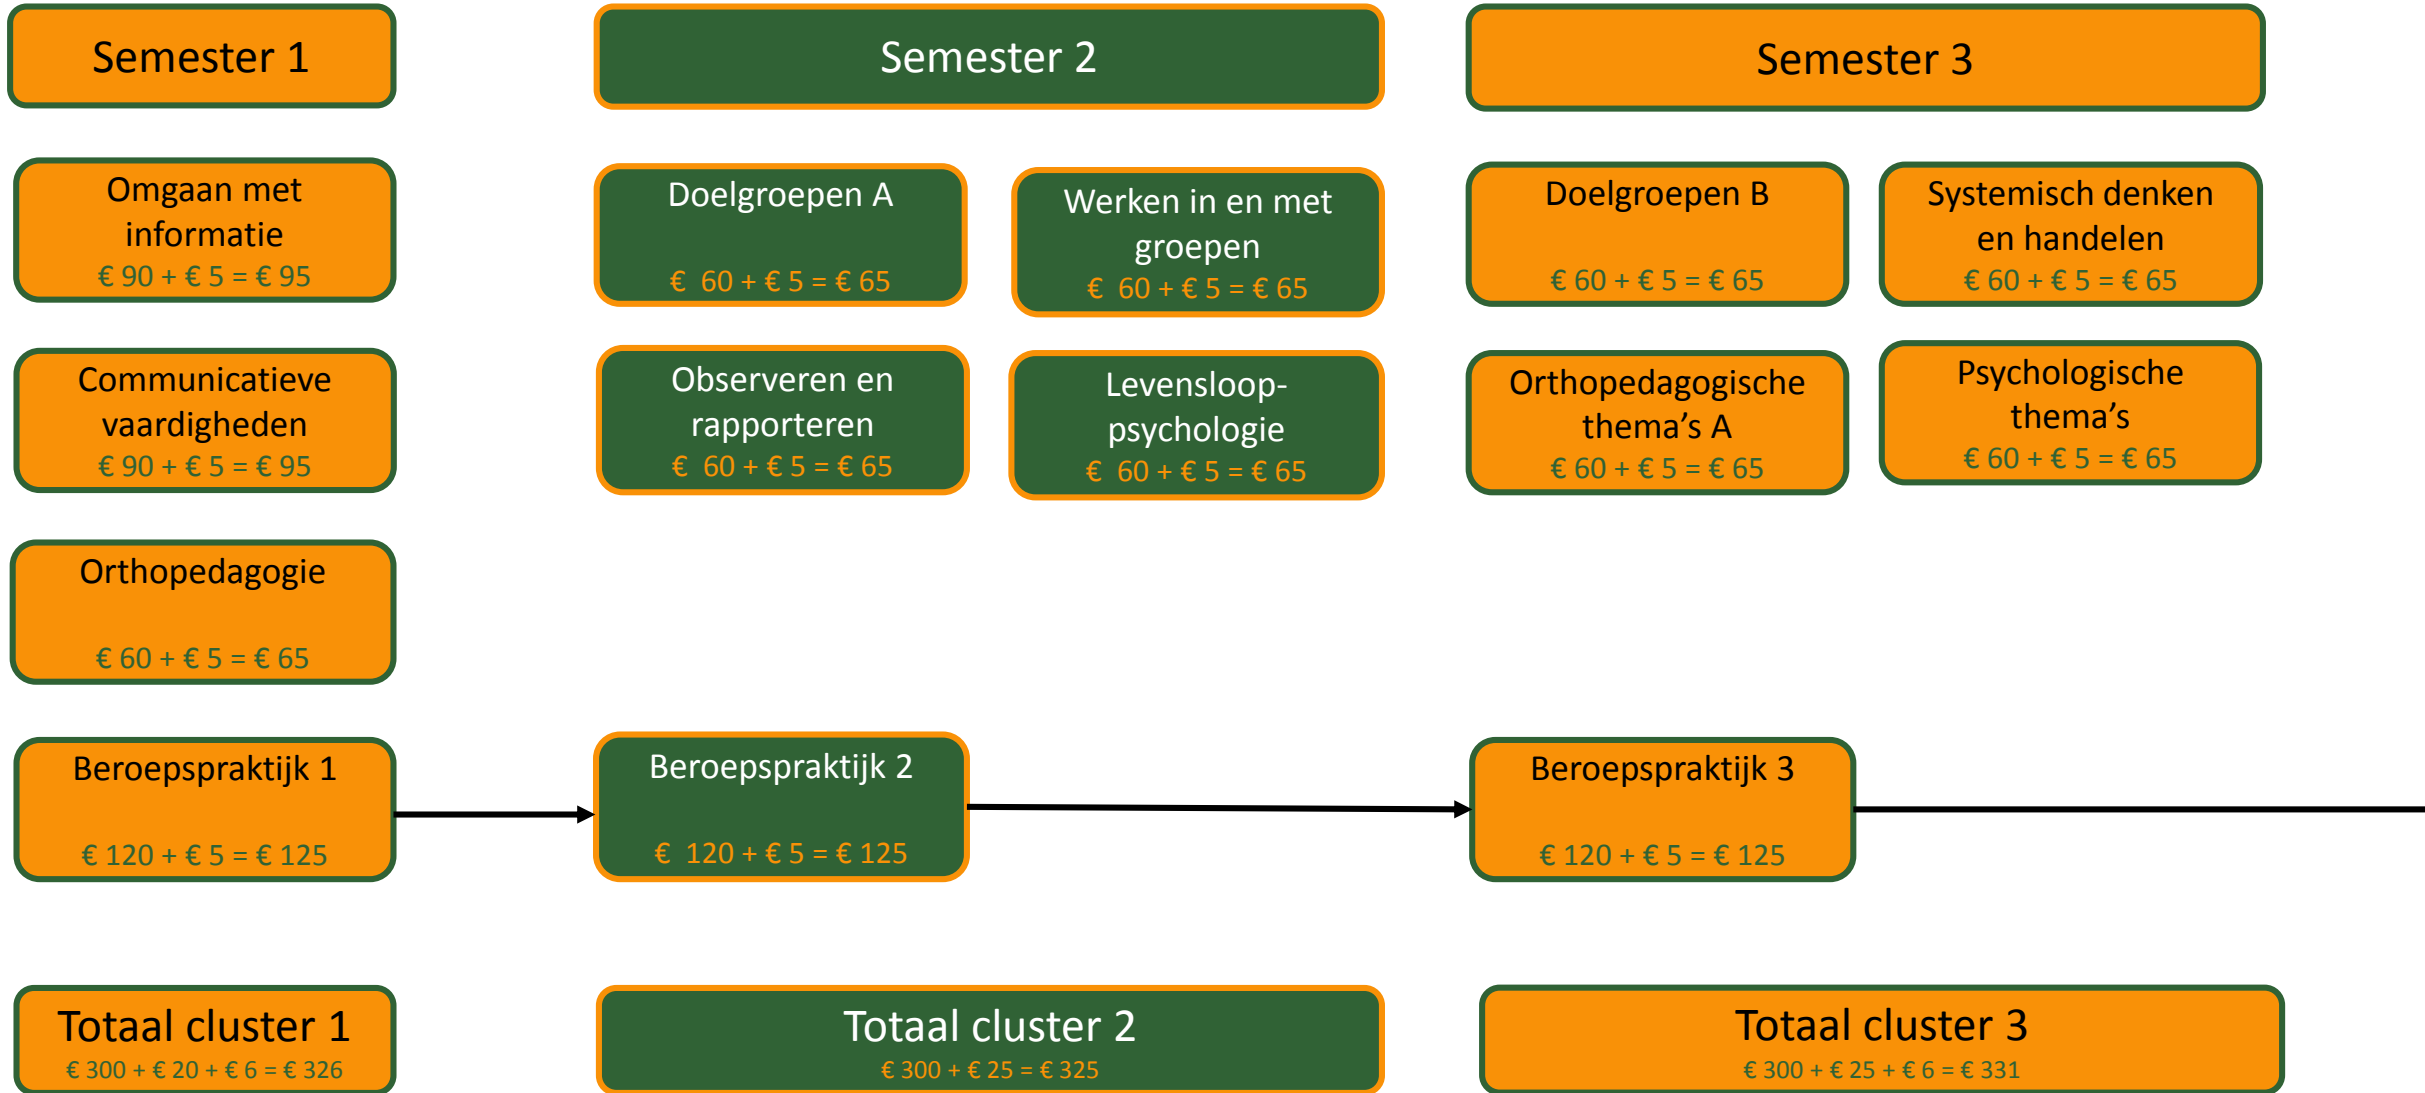 Semester 1
Semester 2
Semester 3
Omgaan met
informatie
€ 90 + € 5 = € 95
Doelgroepen A
€  60 + € 5 = € 65
Werken in en met
groepen
€  60 + € 5 = € 65
Doelgroepen B
€ 60 + € 5 = € 65
Systemisch denken
en handelen
€ 60 + € 5 = € 65
Communicatieve
vaardigheden
€ 90 + € 5 = € 95
Observeren en
rapporteren
€  60 + € 5 = € 65
Levensloop-
psychologie
€  60 + € 5 = € 65
Orthopedagogische
thema’s A
€ 60 + € 5 = € 65
Psychologische
thema’s
€ 60 + € 5 = € 65
Orthopedagogie
€ 60 + € 5 = € 65
Beroepspraktijk 1
€ 120 + € 5 = € 125
Beroepspraktijk 2
€  120 + € 5 = € 125
Beroepspraktijk 3
€ 120 + € 5 = € 125
Totaal cluster 1
€ 300 + € 20 + € 6 = € 326
Totaal cluster 2
€ 300 + € 25 = € 325
Totaal cluster 3
€ 300 + € 25 + € 6 = € 331